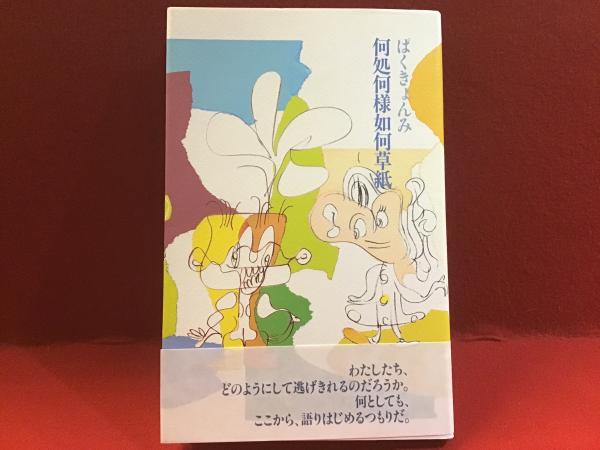 ぱくきょんみ
何処何様如何草紙
わたしたち、
どのようにして逃げきれるのだろうか。
何としても、
ここから、語りはじめるつもりだ。